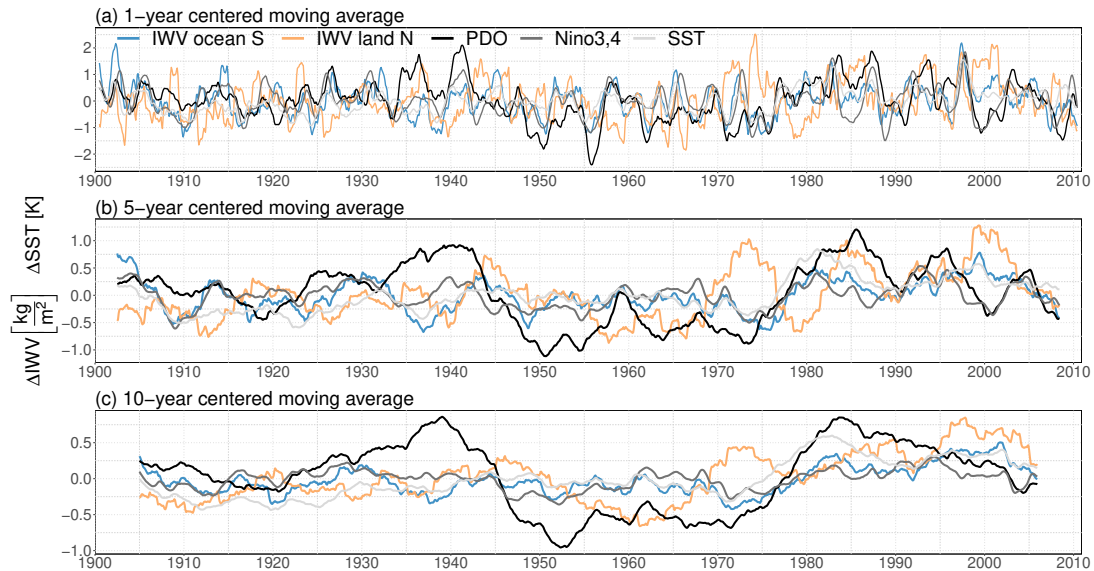 (a) 1−year centered moving average
IWV ocean S IWV land N PDO Nino3,4 SST
2
1
0
−1
−2
1900 1910 1920 1930 1940 1950 1960 1970 1980 1990 2000 2010
(b) 5−year centered moving average
1.0
0.5
0.0
−0.5
−1.0
1900 1910 1920 1930 1940 1950 1960 1970 1980 1990 2000 2010
ΔSST [K]
ΔIWV [kg/m²]
(c) 10−year centered moving average
0.5
0.0
−0.5
−1.0
1900 1910 1920 1930 1940 1950 1960 1970 1980 1990 2000 2010